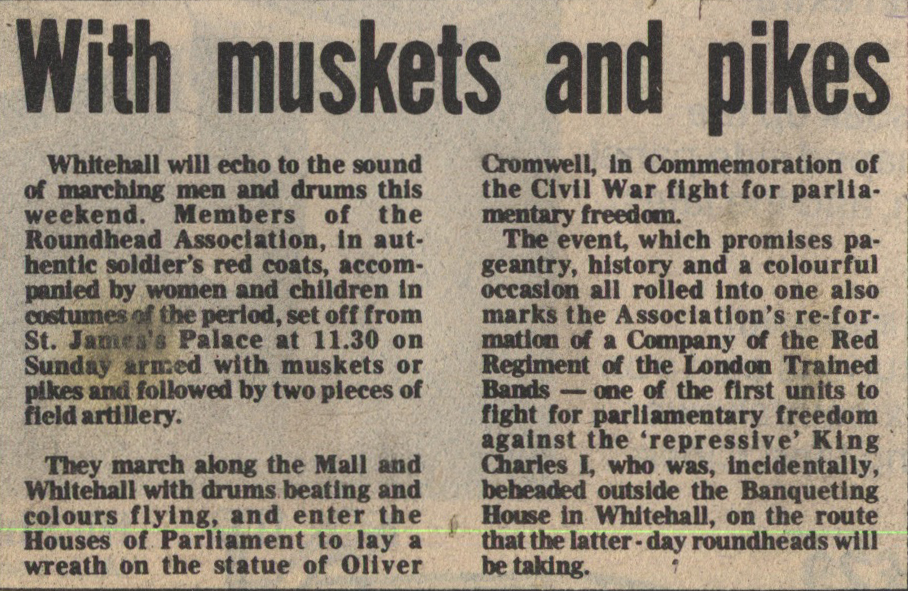 With muskets and pikes
Whitehall will echo to the sound
of marching men and drums this
weekend. Members of the
Roundhead Association, in aut-
hentic soldier's red coats, accom-
panied by women and children in
costumes of the period, set off from
St. James's Palace at 11.30 on
Sunday armed with muskets or
pikes and followed by two pieces of
field artillery.
They march along the Mall and
Whitehall with drums beating and
colours flying, and enter the
Houses of Parliament to lay a
wreath on the statue of Oliver
Cromwell, in Commemoration of
the Civil War fight for parlia-
mentary freedom.
The event, which promises pa-
geantry, history and a colourful
occasion all rolled into one also
marks the Association's re-for-
mation of a Company of the Red
Regiment of the London Trained
Bands — one of the first units to
fight for parliamentary freedom
against the 'repressive' King
Charles I, who was, incidentally,
beheaded outside the Banqueting
House in Whitehall, on the route
that the latter-day roundheads will
be taking.